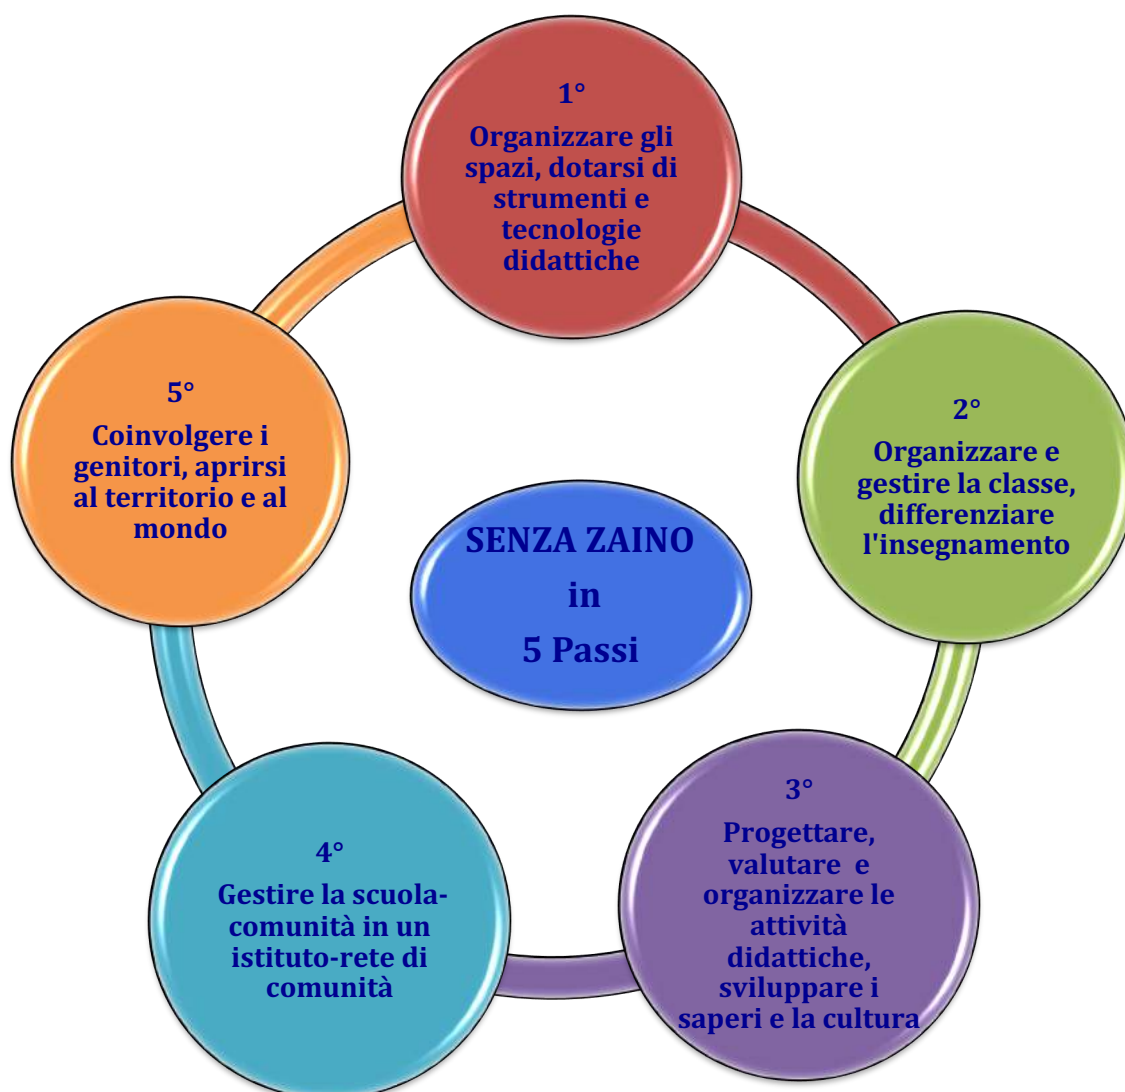 1°
Organizzare gli
spazi, dotarsi di
strumenti e
tecnologie
didattiche
2°
Organizzare e
gestire la classe,
differenziare
l'insegnamento
3°
Progettare,
valutare e
organizzare le
attività
didattiche,
sviluppare i
saperi e la cultura
4°
Gestire la scuola-
comunità in un
istituto-rete di
comunità
5°
Coinvolgere i
genitori, aprirsi
al territorio e al
mondo
SENZA ZAINO
in
5 Passi